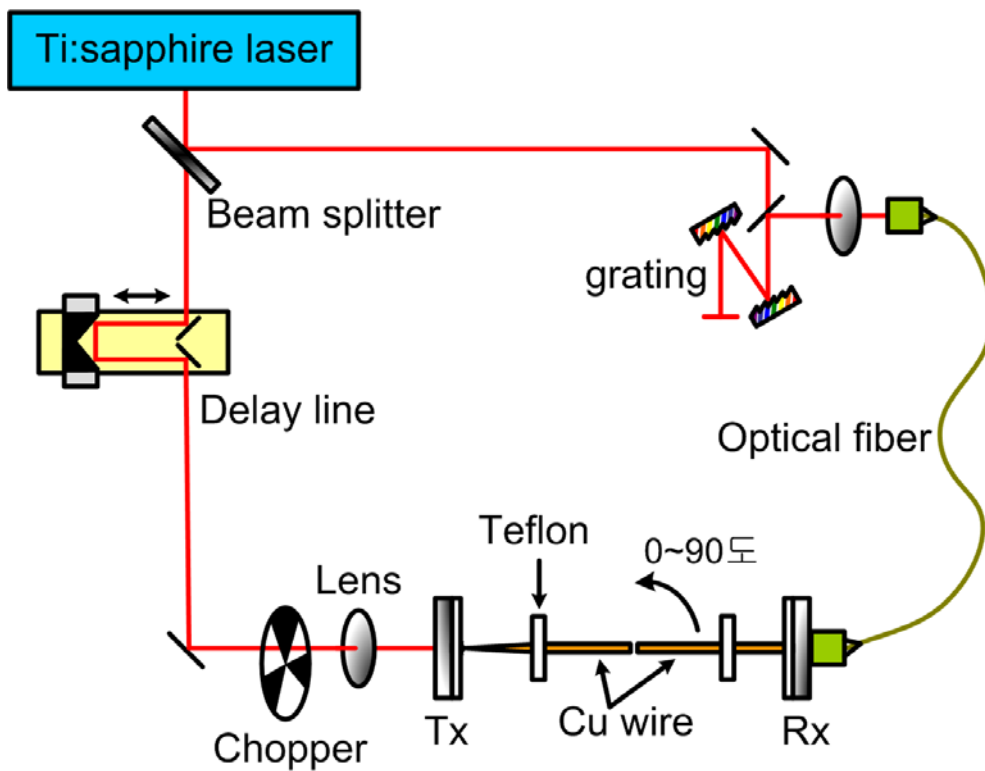 Ti:sapphire laser
Beam splitter
grating
Delay line
Optical fiber
Teflon
0~90도
Lens
Chopper
Tx
Cu wire
Rx